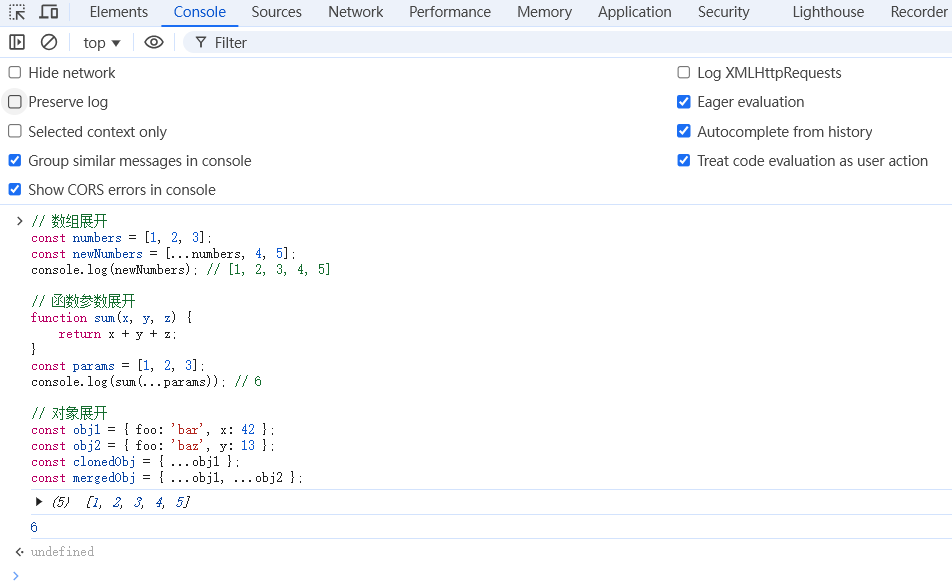 Elements Console Sources Network Performance Memory Application Security Lighthouse Recorder
top Filter
Hide network Log XMLHttpRequests
Preserve log Eager evaluation
Selected context only Autocomplete from history
Group similar messages in console Treat code evaluation as user action
Show CORS errors in console
// 数组展开
const numbers = [1, 2, 3];
const newNumbers = [...numbers, 4, 5];
console.log(newNumbers); // [1, 2, 3, 4, 5]
// 函数参数展开
function sum(x, y, z) {
    return x + y + z;
}
const params = [1, 2, 3];
console.log(sum(...params)); // 6
// 对象展开
const obj1 = { foo: 'bar', x: 42 };
const obj2 = { foo: 'baz', y: 13 };
const clonedObj = { ...obj1 };
const mergedObj = { ...obj1, ...obj2 };
(5) [1, 2, 3, 4, 5]
6
undefined